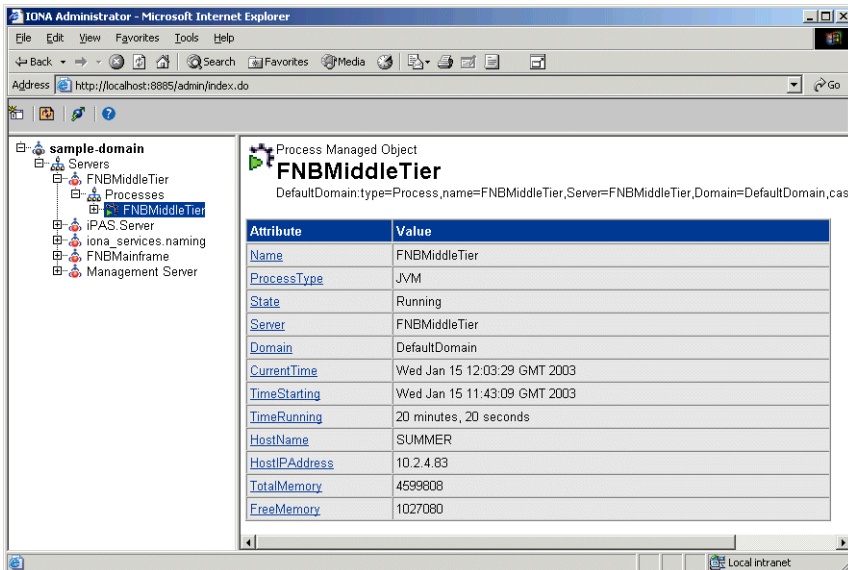 IONA Administrator - Microsoft Internet Explorer
File Edit View Favorites Tools Help
Back Search Favorites Media
Address http://localhost:8885/admin/index.do Go
sample-domain
Servers
FNBMiddleTier
Processes
FNBMiddleTier
iPAS.Server
iona_services.naming
FNBMainframe
Management Server
Process Managed Object
FNBMiddleTier
DefaultDomain:type=Process,name=FNBMiddleTier,Server=FNBMiddleTier,Domain=DefaultDomain,cas
Attribute Value
Name FNBMiddleTier
ProcessType JVM
State Running
Server FNBMiddleTier
Domain DefaultDomain
CurrentTime Wed Jan 15 12:03:29 GMT 2003
TimeStarting Wed Jan 15 11:43:09 GMT 2003
TimeRunning 20 minutes, 20 seconds
HostName SUMMER
HostIPAddress 10.2.4.83
TotalMemory 4599808
FreeMemory 1027080
Local intranet